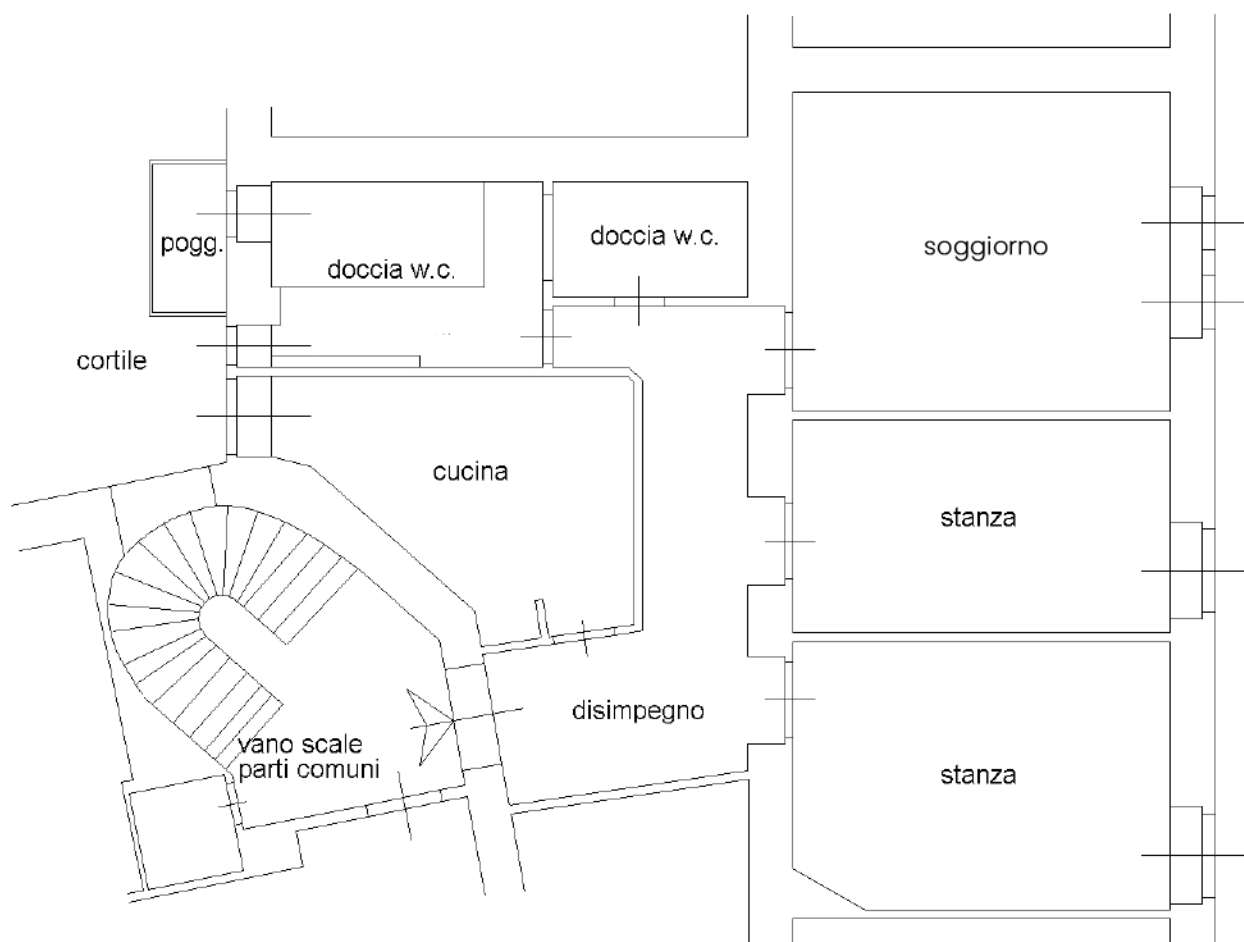 pogg.
doccia w.c.
doccia w.c.
soggiorno
cortile
cucina
stanza
disimpegno
vano scale
parti comuni
stanza